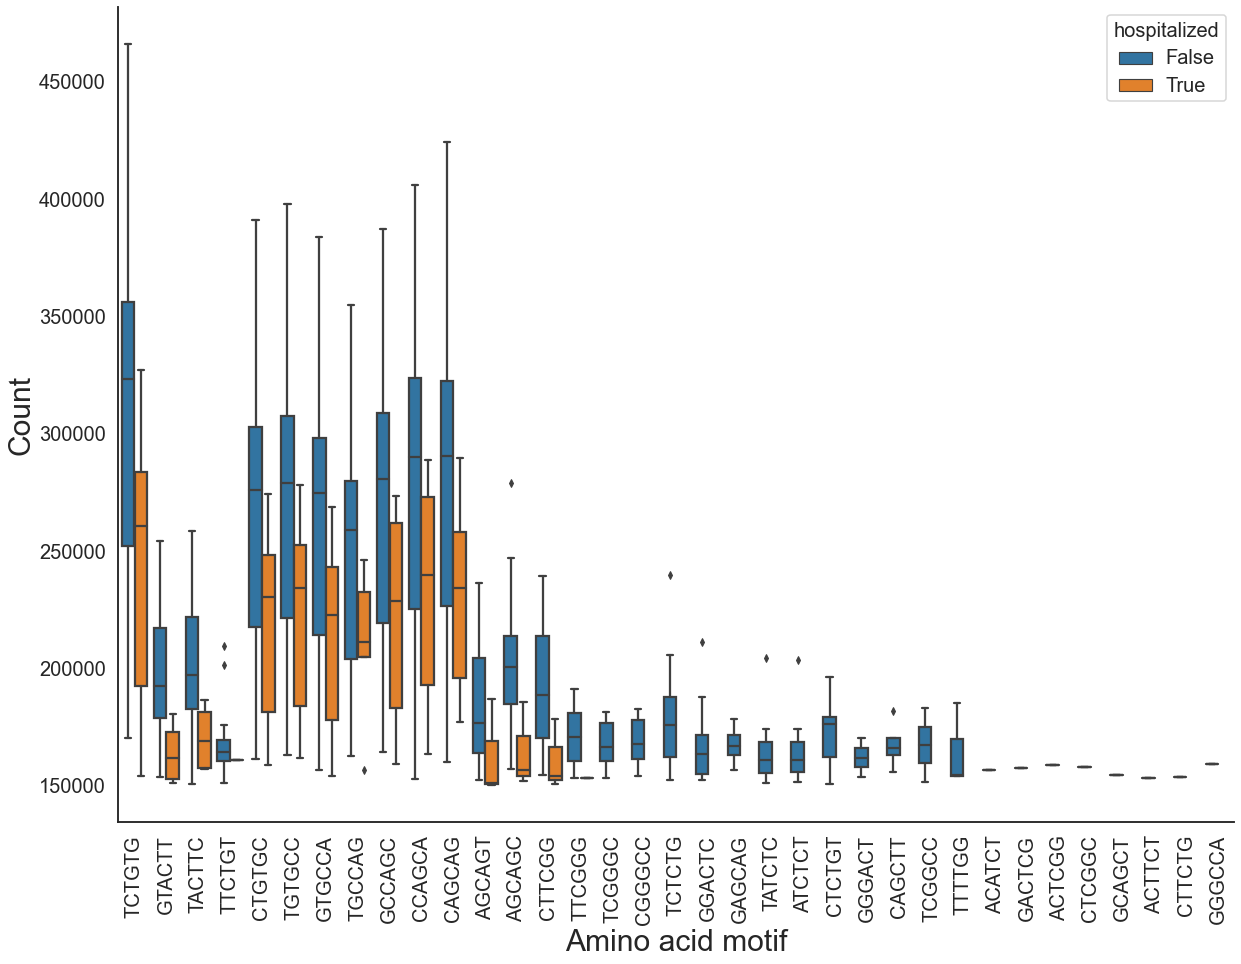 hospitalized
False
True
Count
450000
400000
350000
300000
250000
200000
150000
TCTGTG
GTACTT
TACTTC
TTCTGT
CTGTGC
TGTGCC
GTGCCA
TGCCAG
GCCAGC
CCAGCA
CAGCAG
AGCAGT
AGCAGC
CTTCGG
TTCGGG
TCGGGC
CGGGCC
TCTCTG
GGACTC
GAGCAG
TATCTC
ATCTCT
CTCTGT
GGGACT
CAGCTT
TCGGCC
TTTTGG
ACATCT
GACTCG
ACTCGG
CTCGGC
GCAGCT
ACTTCT
CTTCTG
GGGCCA
Amino acid motif